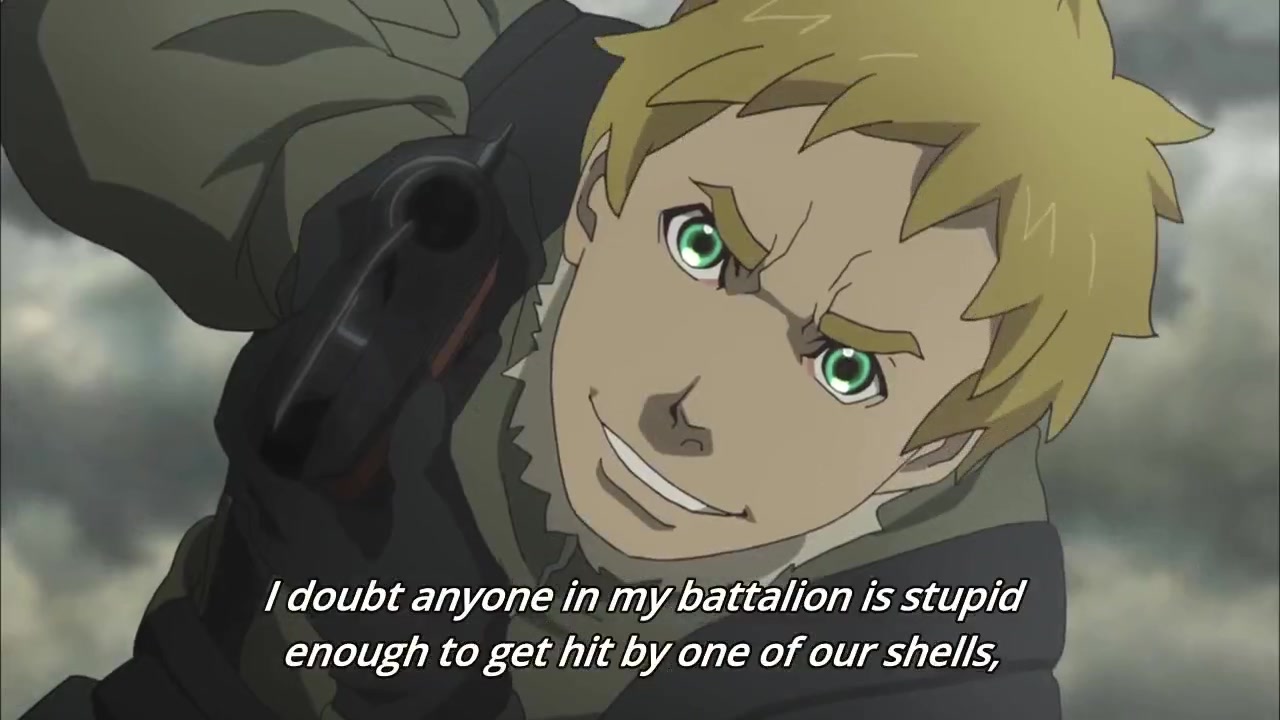 I doubt anyone in my battalion is stupid
enough to get hit by one of our shells,